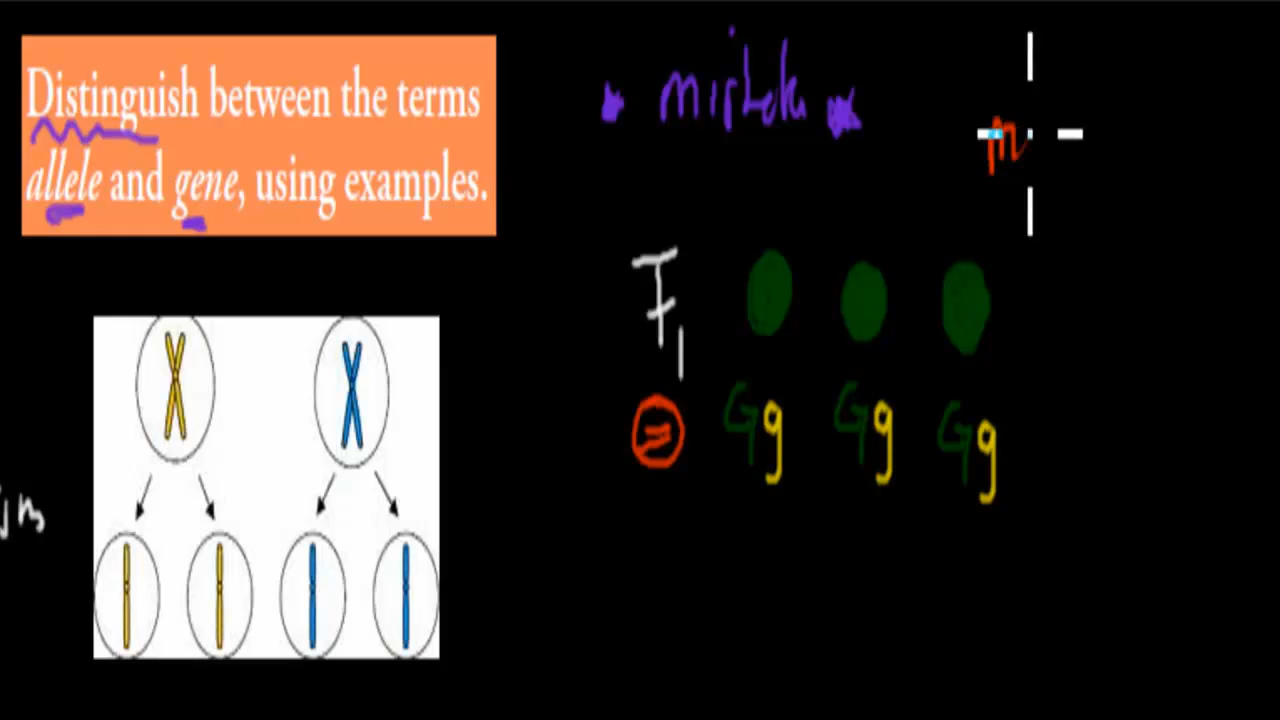 Distinguish between the terms
allele and gene, using examples.
m
F1
= Gg Gg Gg